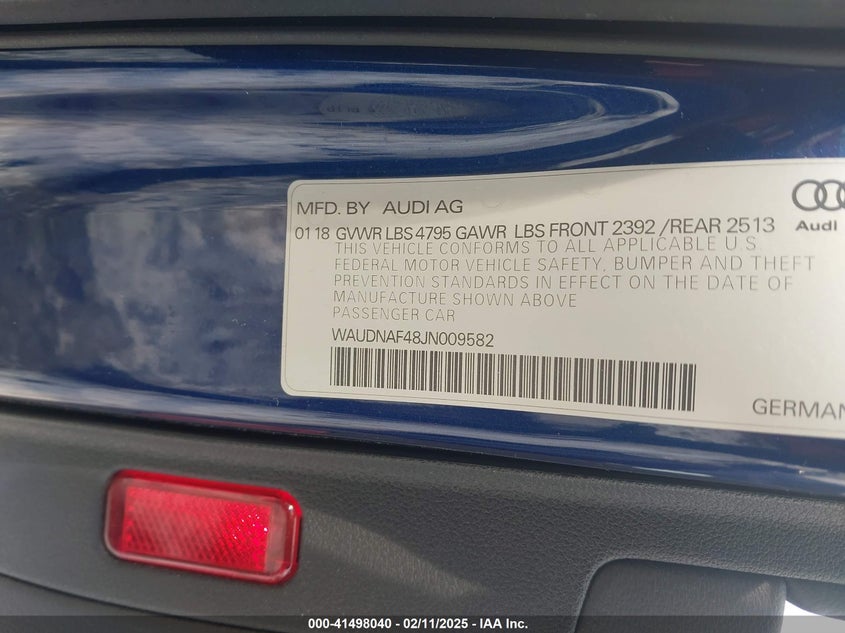 MFD. BY AUDI AG
01 18 GVWR LBS 4795 GAWR LBS FRONT 2392 /REAR 2513
Audi
THIS VEHICLE CONFORMS TO ALL APPLICABLE U.S.
FEDERAL MOTOR VEHICLE SAFETY, BUMPER AND THEFT
PREVENTION STANDARDS IN EFFECT ON THE DATE OF
MANUFACTURE SHOWN ABOVE
PASSENGER CAR
WAUDNAF48JN009582
GERMAN
000-41498040 - 02/11/2025 - IAA Inc.